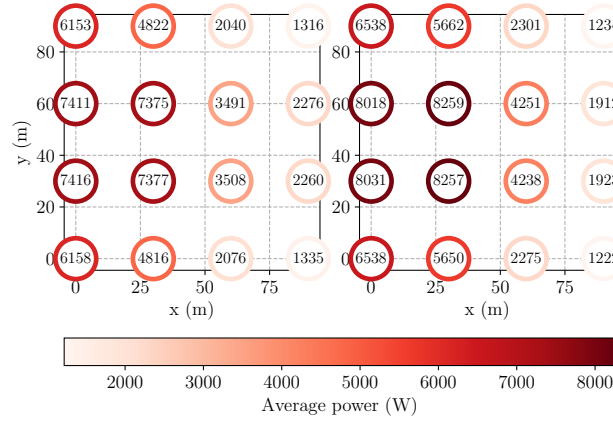 6153 4822 2040 1316 6538 5662 2301
80
7411 7375 3491 2276 8018 8259 4251
60
y (m)
40
7416 7377 3508 2260 8031 8257 4238
20
6158 4816 2076 1335 6538 5650 2275
0
0 25 50 75 0 25 50 75
x (m) x (m)
2000 3000 4000 5000 6000 7000 8000
Average power (W)